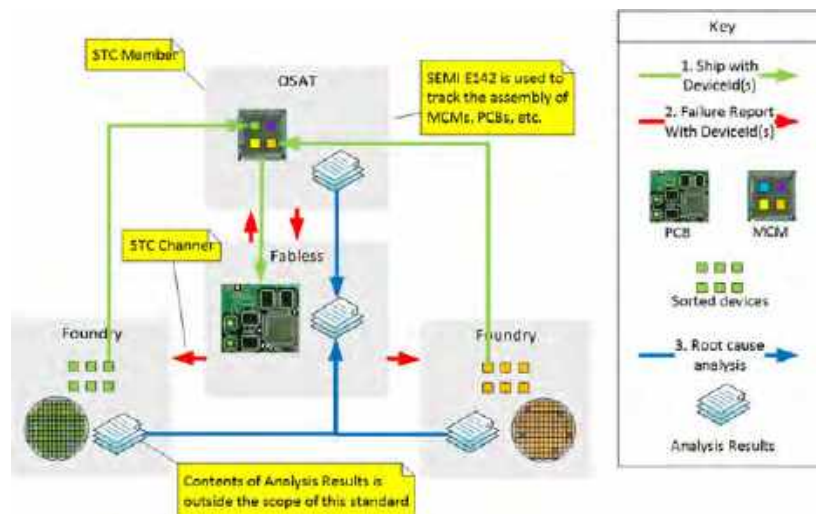 STC Member
OSAT
SEMI E142 is used to
track the assembly of
MCMs, PCBs, etc.
STC Channel
Fabless
Foundry
Foundry
Contents of Analysis Results is
outside the scope of this standard
Key
1. Ship with
DeviceId(s)
2. Failure Report
With DeviceId(s)
PCB
MCM
Sorted devices
3. Root cause
analysis
Analysis Results